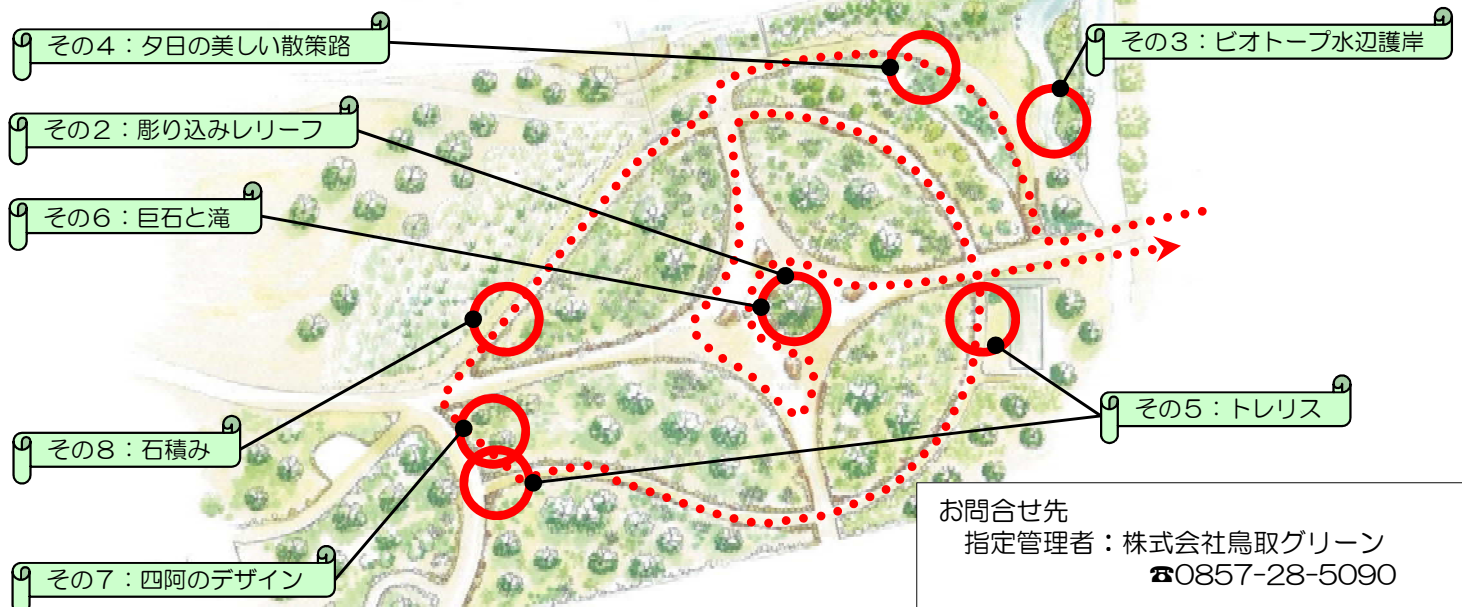 その4：夕日の美しい散策路
その3：ビオトープ水辺護岸
その2：彫り込みレリーフ
その6：巨石と滝
その5：トレリス
その8：石積み
その7：四阿のデザイン
お問合せ先
指定管理者：株式会社鳥取グリーン
☎0857-28-5090